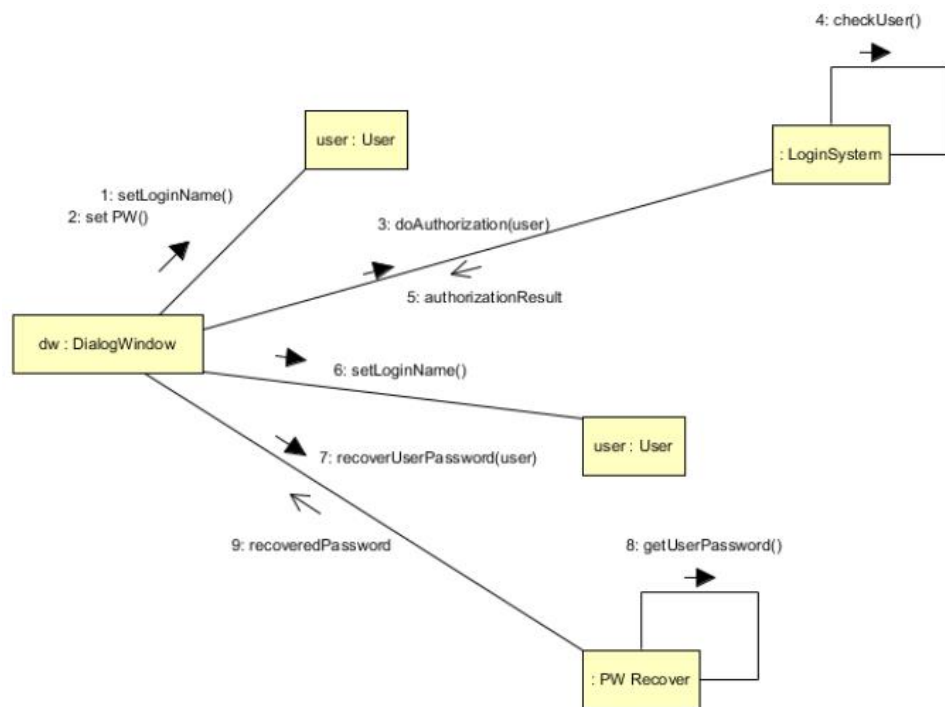 4: checkUser()
user : User
: LoginSystem
1: setLoginName()
2: set PW()
3: doAuthorization(user)
5: authorizationResult
dw : DialogWindow
6: setLoginName()
user : User
7: recoverUserPassword(user)
9: recoveredPassword
8: getUserPassword()
: PW Recover